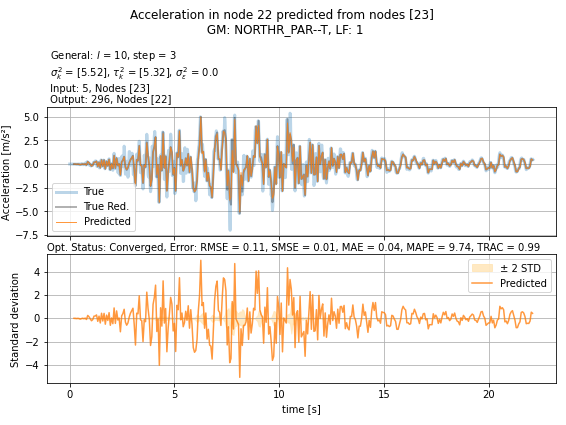 Acceleration in node 22 predicted from nodes [23]
GM: NORTHR_PAR--T, LF: 1
General: l = 10, step = 3
σ²ₖ = [5.52], τ²ₖ = [5.32], σ²ε = 0.0
Input: 5, Nodes [23]
Output: 296, Nodes [22]
Acceleration [m/s²]
5.0
2.5
0.0
−2.5
−5.0
−7.5
True
True Red.
Predicted
Opt. Status: Converged, Error: RMSE = 0.11, SMSE = 0.01, MAE = 0.04, MAPE = 9.74, TRAC = 0.99
Standard deviation
4
2
0
−2
−4
± 2 STD
Predicted
0
5
10
15
20
time [s]